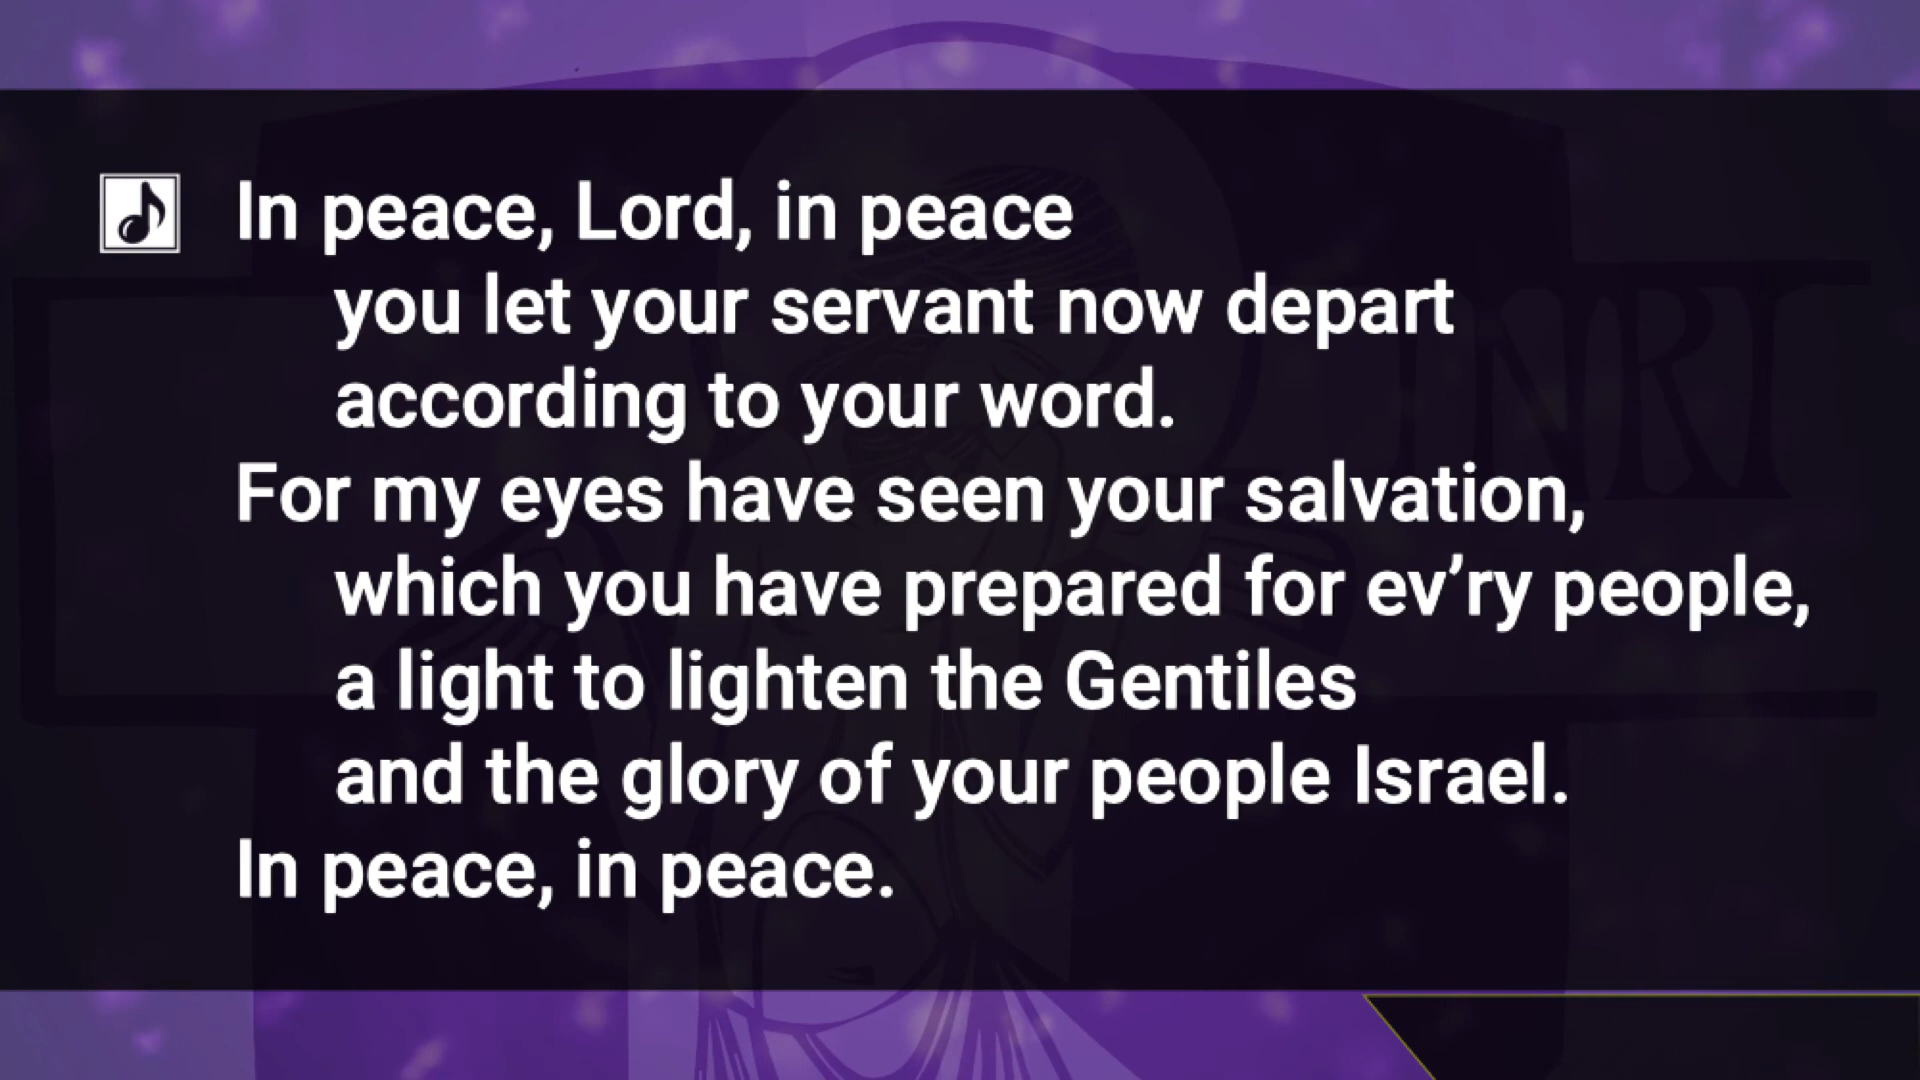 In peace, Lord, in peace
you let your servant now depart
according to your word.
For my eyes have seen your salvation,
which you have prepared for ev’ry people,
a light to lighten the Gentiles
and the glory of your people Israel.
In peace, in peace.
INRI